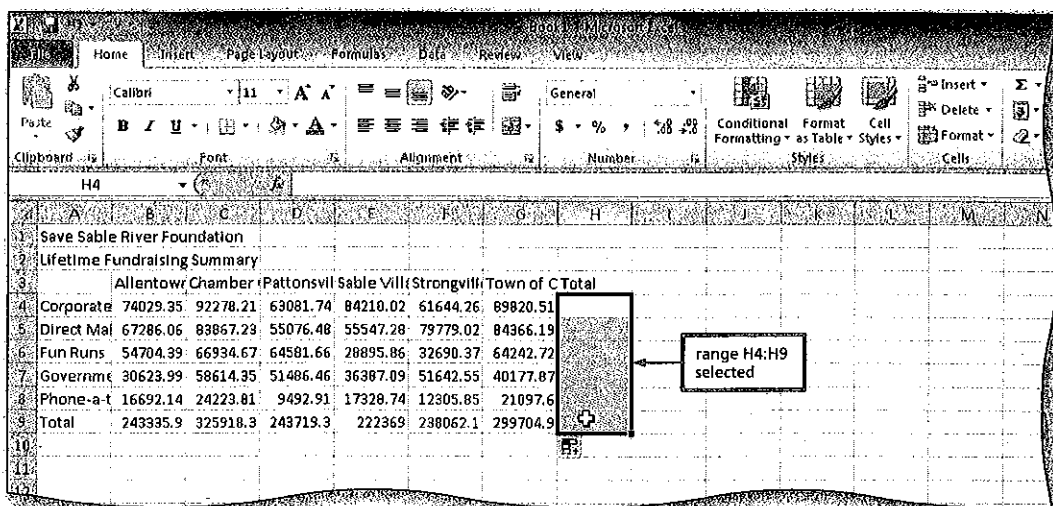 Home Insert Page Layout Formulas Data Review View
Calibri 11 A A General Insert Σ
Paste B I U A $ % , Conditional Format Cell Delete
Formatting as Table Styles Format
Clipboard Font Alignment Number Styles Cells
H4 fx
A B C D E F G H I J K L M N
1 Save Sable River Foundation
2 Lifetime Fundraising Summary
3 Allentowr Chamber Pattonsvil Sable Vill Strongvill Town of C Total
4 Corporate 74029.35 92278.21 63081.74 84210.02 61644.26 89820.51
5 Direct Mai 67286.06 83867.23 55076.48 55547.28 79779.02 84366.19
6 Fun Runs 54704.39 66934.67 64581.66 28895.86 32690.37 64242.72
7 Governme 30623.99 58614.35 51486.46 36387.09 51642.55 40177.87
8 Phone-a-t 16692.14 24223.81 9492.91 17328.74 12305.85 21097.6
9 Total 243335.9 325918.3 243719.3 222369 238062.1 299704.9
range H4:H9
selected
10
11